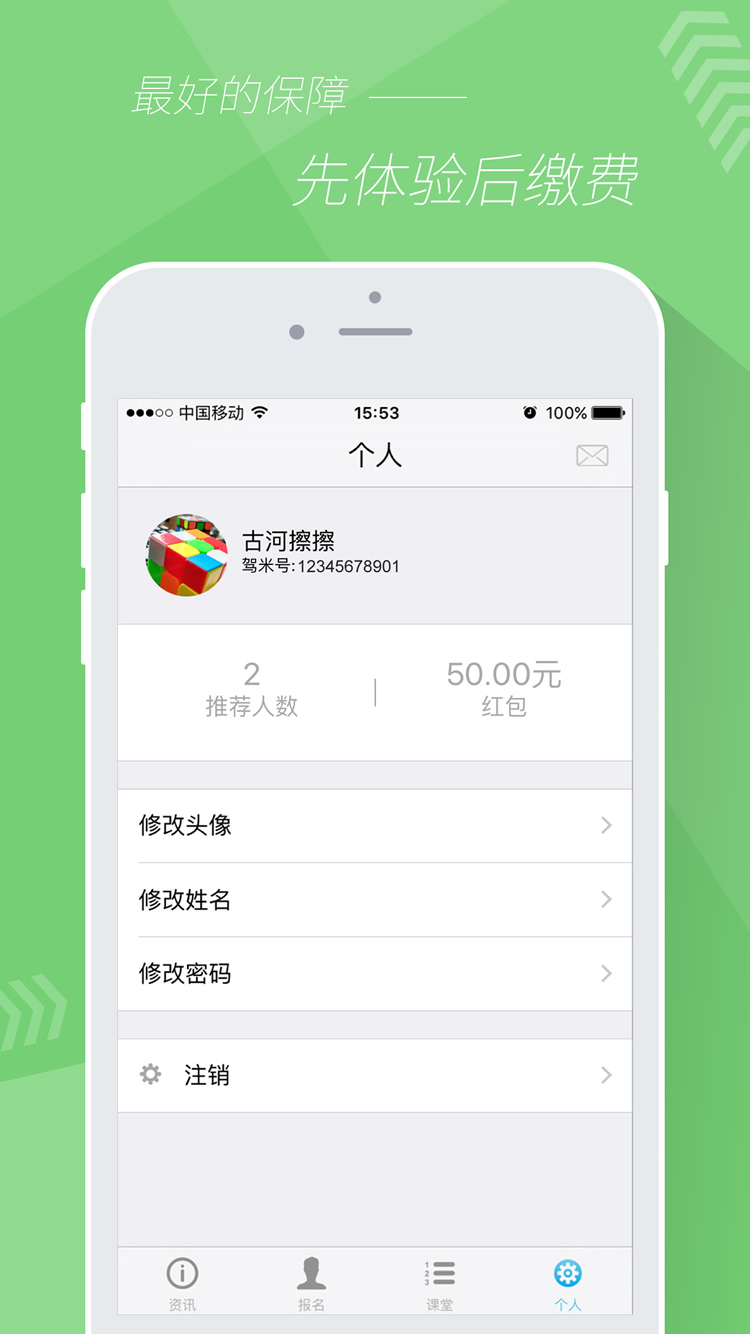 最好的保障
先体验后缴费
中国移动 15:53 100%
个人
古河擦擦
驾米号:12345678901
2 50.00元
推荐人数 红包
修改头像
修改姓名
修改密码
注销
资讯 报名 课堂 个人